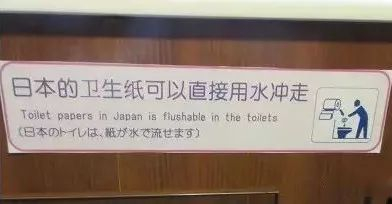 日本的卫生纸可以直接用水冲走
Toilet papers in Japan is flushable in the toilets
(日本のトイレは、紙が水で流せます)